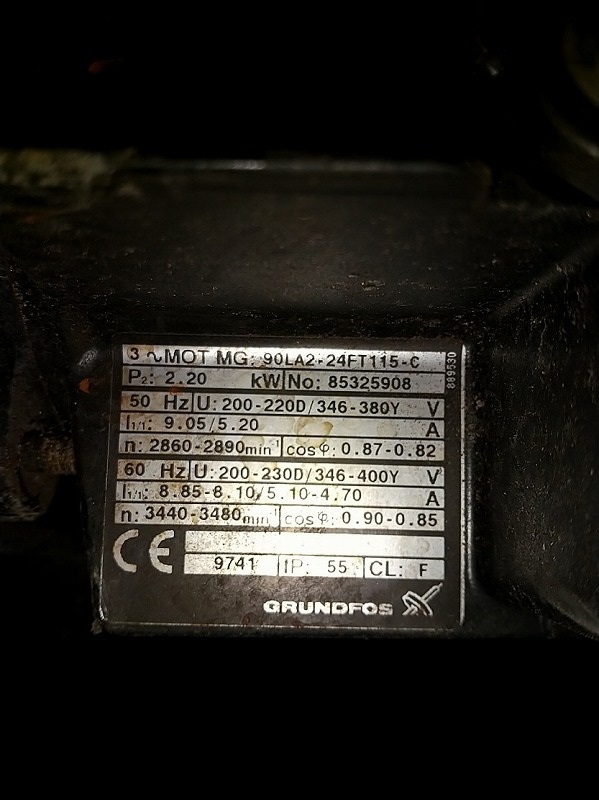 3 ∿ MOT MG: 90LA2-24FT115-C
P2: 2.20 kW No: 85325908
50 Hz U: 200-220D/346-380Y V
I1/1: 9.05/5.20 A
n: 2860-2890min⁻¹ cosφ: 0.87-0.82
60 Hz U: 200-230D/346-400Y V
I1/1: 8.85-8.10/5.10-4.70 A
n: 3440-3480min⁻¹ cosφ: 0.90-0.85
CE 9741 IP: 55 CL: F
GRUNDFOS
889530